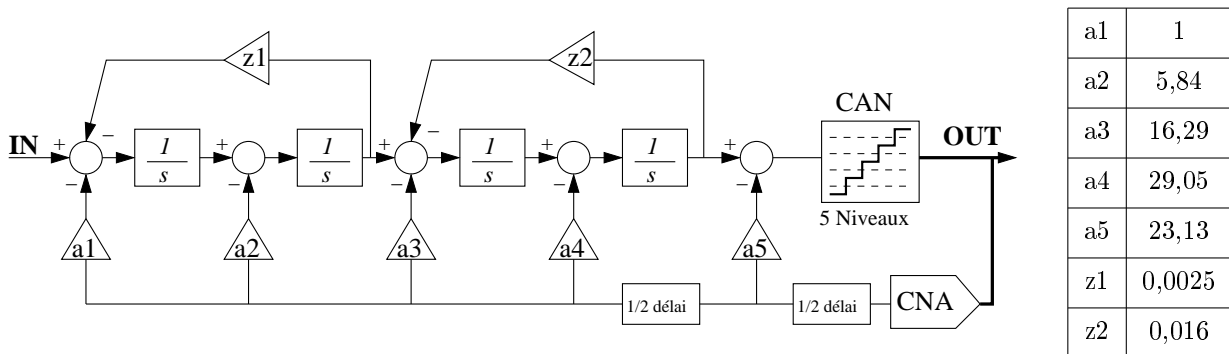 z1
z2
CAN
IN
+
−
−
1
s
+
−
1
s
+
−
−
1
s
+
−
1
s
+
−
OUT
5 Niveaux
a1
a2
a3
a4
a5
1/2 délai
1/2 délai
CNA
a1 1
a2 5,84
a3 16,29
a4 29,05
a5 23,13
z1 0,0025
z2 0,016